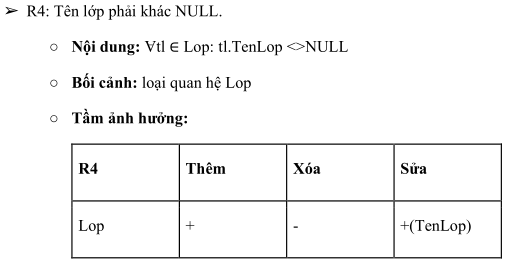 ➢ R4: Tên lớp phải khác NULL.
○ Nội dung: ∀tl ∈ Lop: tl.TenLop <>NULL
○ Bối cảnh: loại quan hệ Lop
○ Tầm ảnh hưởng:
R4 Thêm Xóa Sửa
Lop + - +(TenLop)